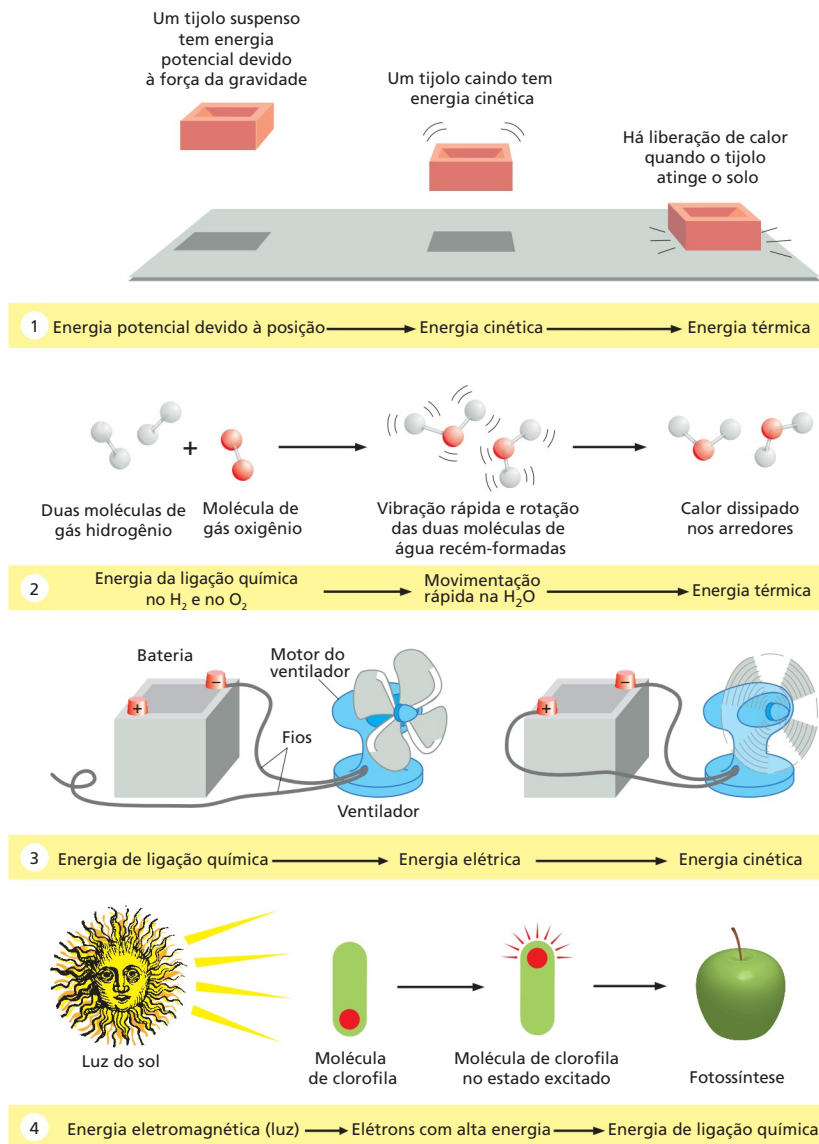 Um tijolo suspenso
tem energia
potencial devido
à força da gravidade
Um tijolo caindo tem
energia cinética
Há liberação de calor
quando o tijolo
atinge o solo
1 Energia potencial devido à posição → Energia cinética → Energia térmica
+
Duas moléculas de
gás hidrogênio
Molécula de
gás oxigênio
Vibração rápida e rotação
das duas moléculas de
água recém-formadas
Calor dissipado
nos arredores
2 Energia da ligação química
no H₂ e no O₂ → Movimentação
rápida na H₂O → Energia térmica
Bateria
Motor do
ventilador
+
−
Fios
Ventilador
+
−
3 Energia de ligação química → Energia elétrica → Energia cinética
Luz do sol
Molécula
de clorofila
Molécula de clorofila
no estado excitado
Fotossíntese
4 Energia eletromagnética (luz) → Elétrons com alta energia → Energia de ligação química